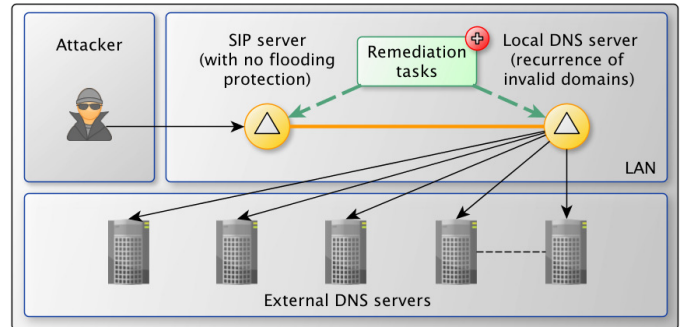 Attacker
SIP server
(with no flooding
protection)
Remediation
tasks
Local DNS server
(recurrence of
invalid domains)
LAN
External DNS servers